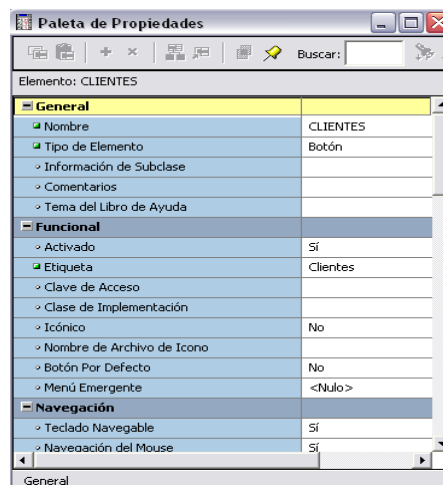 Paleta de Propiedades
Buscar:
Elemento: CLIENTES
General
Nombre CLIENTES
Tipo de Elemento Botón
Información de Subclase
Comentarios
Tema del Libro de Ayuda
Funcional
Activado Sí
Etiqueta Clientes
Clave de Acceso
Clase de Implementación
Icónico No
Nombre de Archivo de Icono
Botón Por Defecto No
Menú Emergente <Nulo>
Navegación
Teclado Navegable Sí
Navegación del Mouse Sí
General